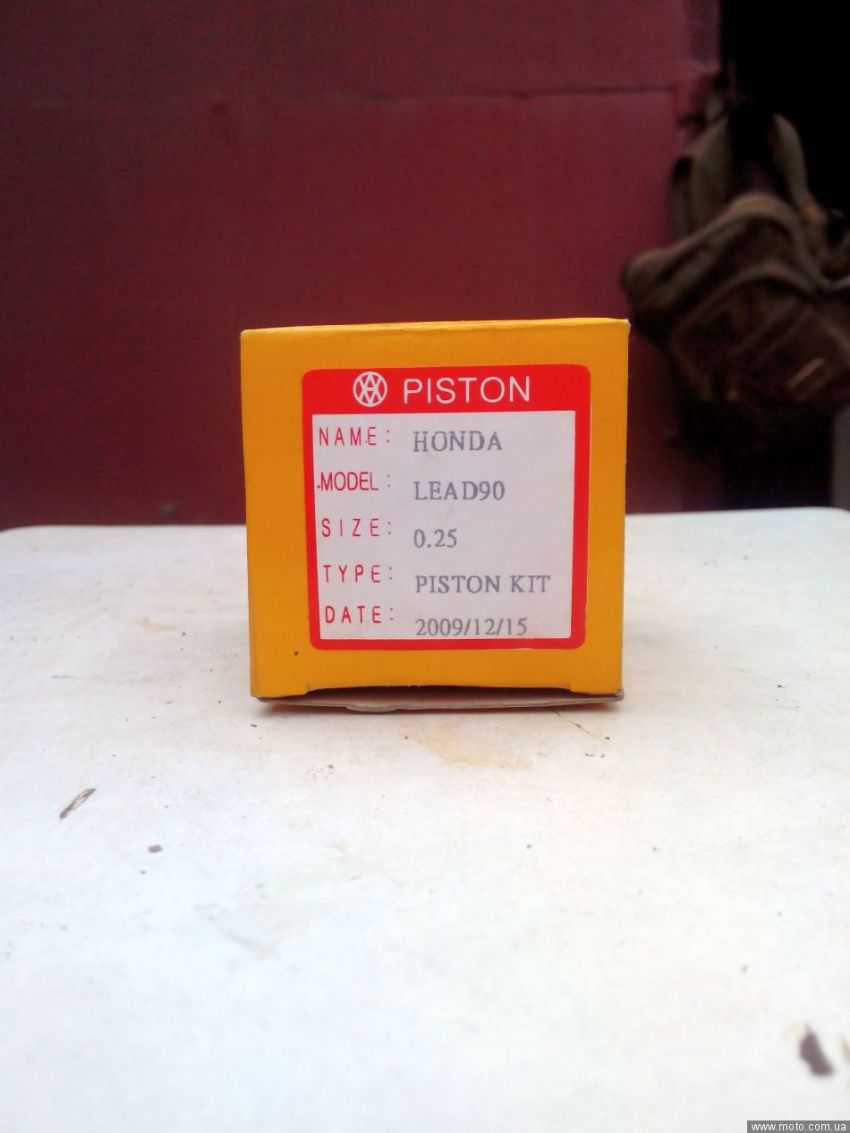 PISTON
NAME: HONDA
MODEL: LEAD90
SIZE: 0.25
TYPE: PISTON KIT
DATE: 2009/12/15
www.moto.com.ua